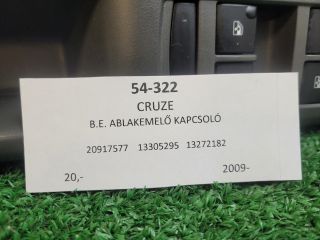 54-322
CRUZE
B.E. ABLAKEMELŐ KAPCSOLÓ
20917577 13305295 13272182
20,- 2009-